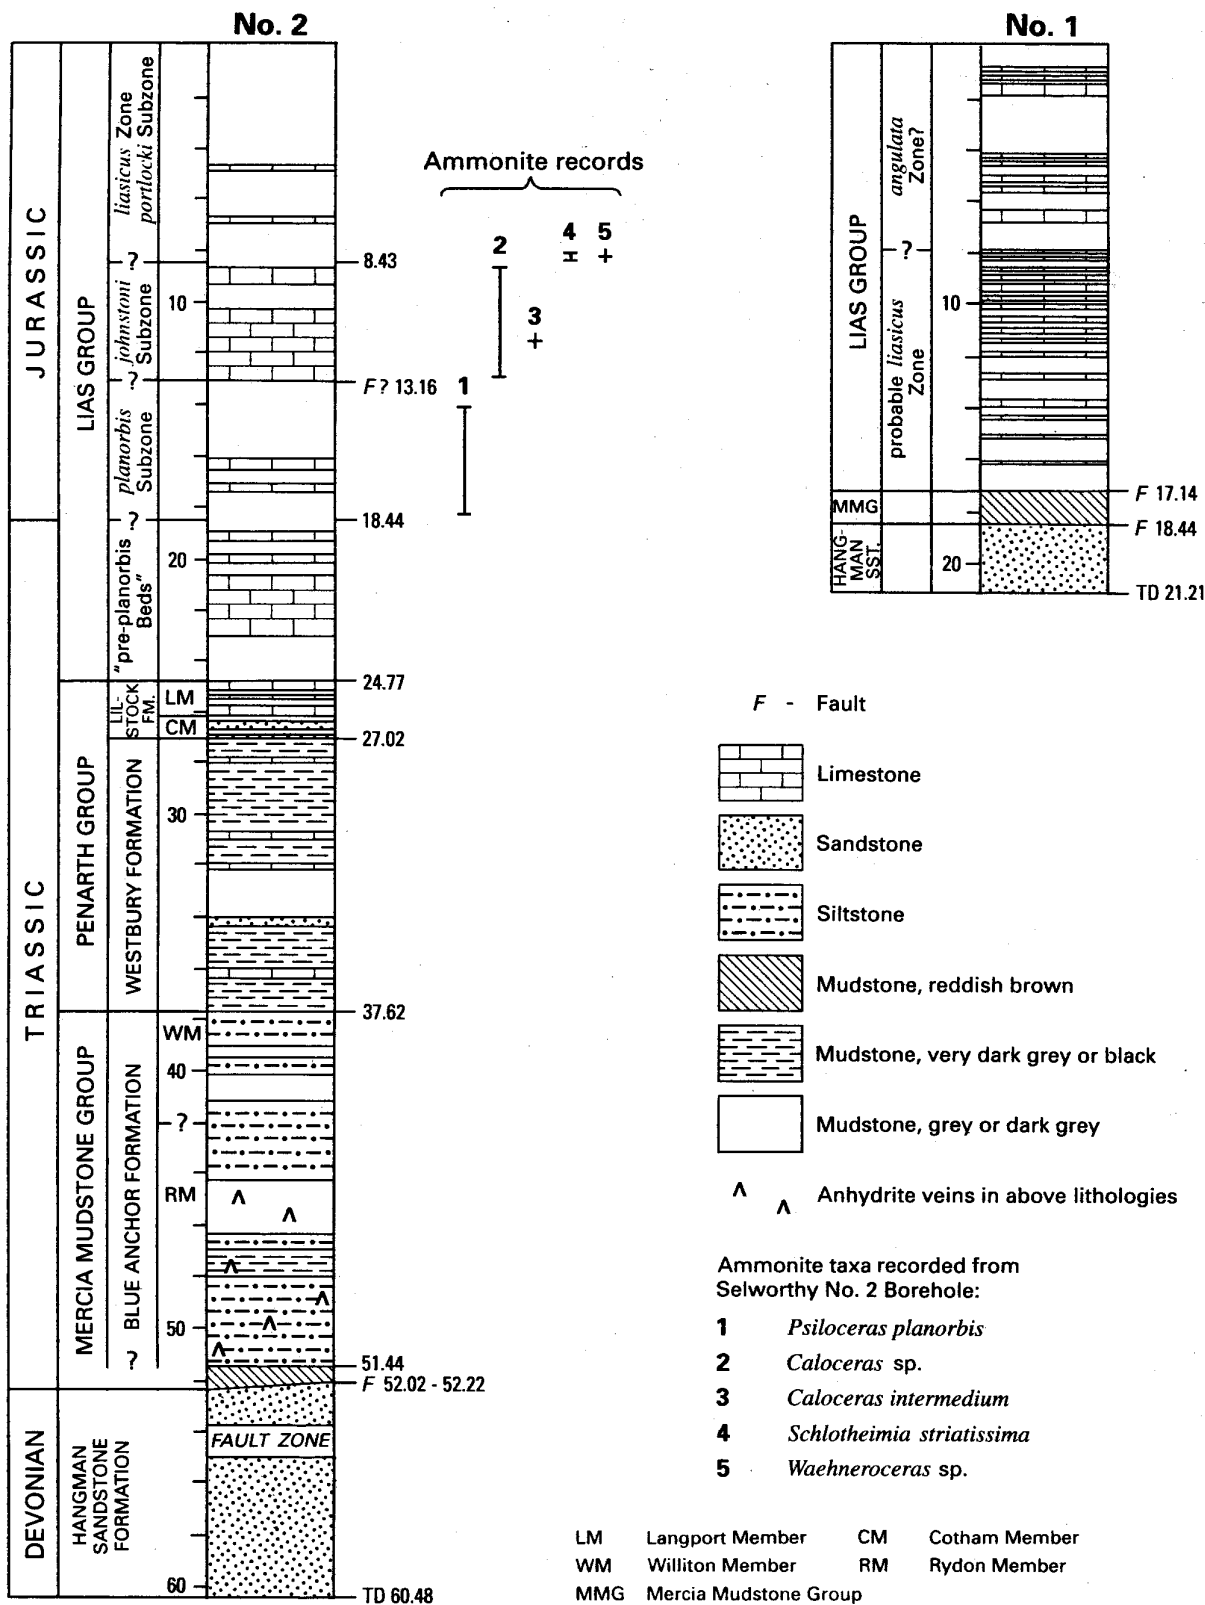 No. 2
No. 1
JURASSIC
TRIASSIC
DEVONIAN
LIAS GROUP
PENARTH GROUP
MERCIA MUDSTONE GROUP
HANGMAN
SANDSTONE
FORMATION
liasicus Zone
portlocki Subzone
?
johnstoni
Subzone
?
planorbis
Subzone
?
"pre-planorbis
Beds"
LIL-
STOCK
FM.
WESTBURY FORMATION
BLUE ANCHOR FORMATION
?
LM
CM
WM
?
RM
10
20
30
40
50
60
8.43
F? 13.16
18.44
24.77
27.02
37.62
51.44
F 52.02 - 52.22
FAULT ZONE
TD 60.48
Ammonite records
1
2
3
4
5
LIAS GROUP
MMG
HANG-
MAN
SST.
angulata
Zone?
?
probable liasicus
Zone
10
20
F 17.14
F 18.44
TD 21.21
F - Fault
Limestone
Sandstone
Siltstone
Mudstone, reddish brown
Mudstone, very dark grey or black
Mudstone, grey or dark grey
Anhydrite veins in above lithologies
Ammonite taxa recorded from
Selworthy No. 2 Borehole:
1 Psiloceras planorbis
2 Caloceras sp.
3 Caloceras intermedium
4 Schlotheimia striatissima
5 Waehneroceras sp.
LM Langport Member CM Cotham Member
WM Williton Member RM Rydon Member
MMG Mercia Mudstone Group